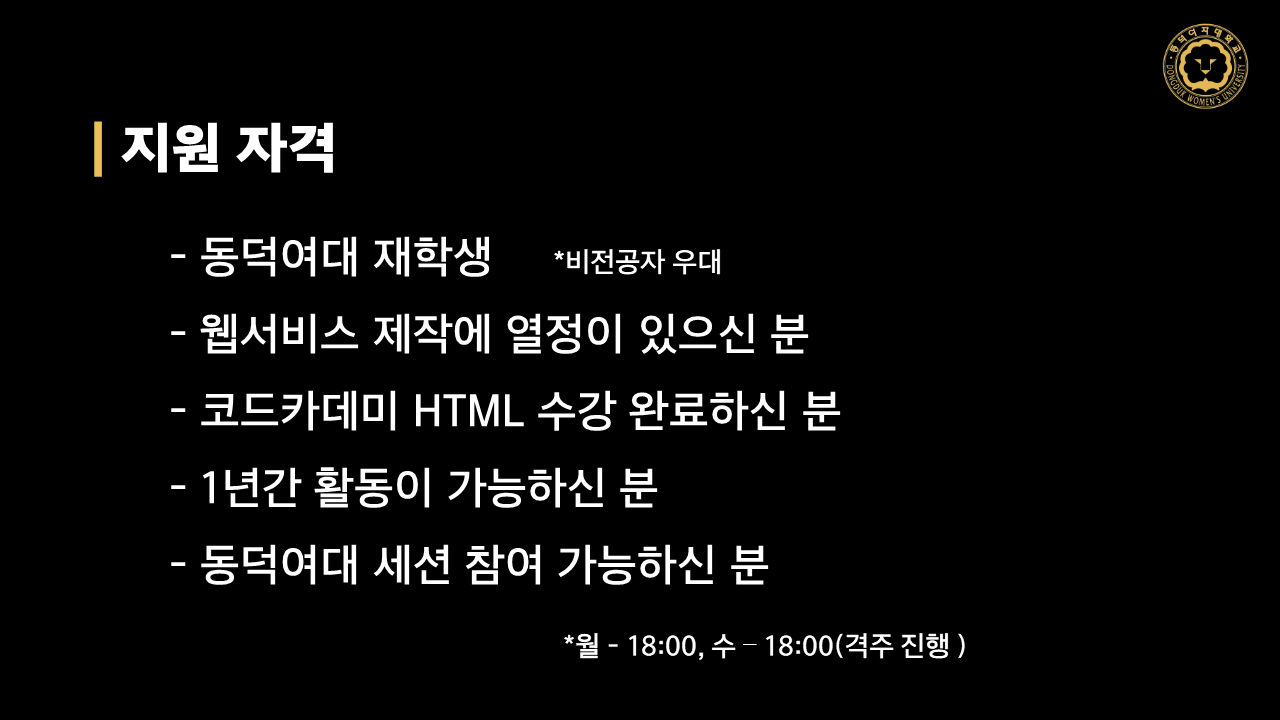 동덕여자대학교
DONGDUK WOMEN'S UNIVERSITY
지원 자격
- 동덕여대 재학생 *비전공자 우대
- 웹서비스 제작에 열정이 있으신 분
- 코드카데미 HTML 수강 완료하신 분
- 1년간 활동이 가능하신 분
- 동덕여대 세션 참여 가능하신 분
*월 - 18:00, 수 – 18:00(격주 진행 )